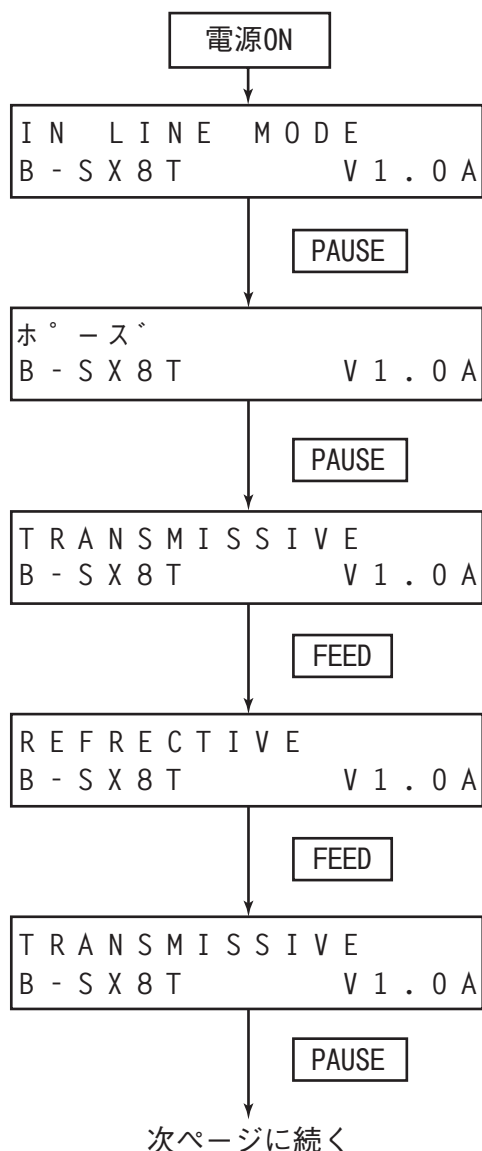 電源ON
IN LINE MODE
B-SX8T V1.0A
PAUSE
ホ゜ーズ
B-SX8T V1.0A
PAUSE
TRANSMISSIVE
B-SX8T V1.0A
FEED
REFRECTIVE
B-SX8T V1.0A
FEED
TRANSMISSIVE
B-SX8T V1.0A
PAUSE
次ページに続く